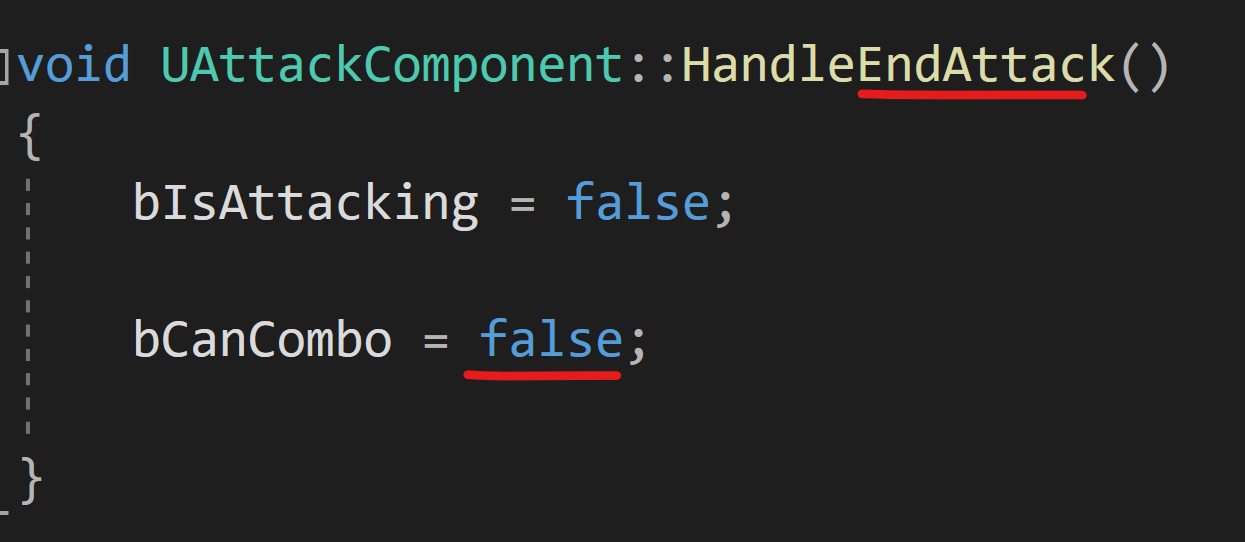 void UAttackComponent::HandleEndAttack()
{
bIsAttacking = false;
bCanCombo = false;
}